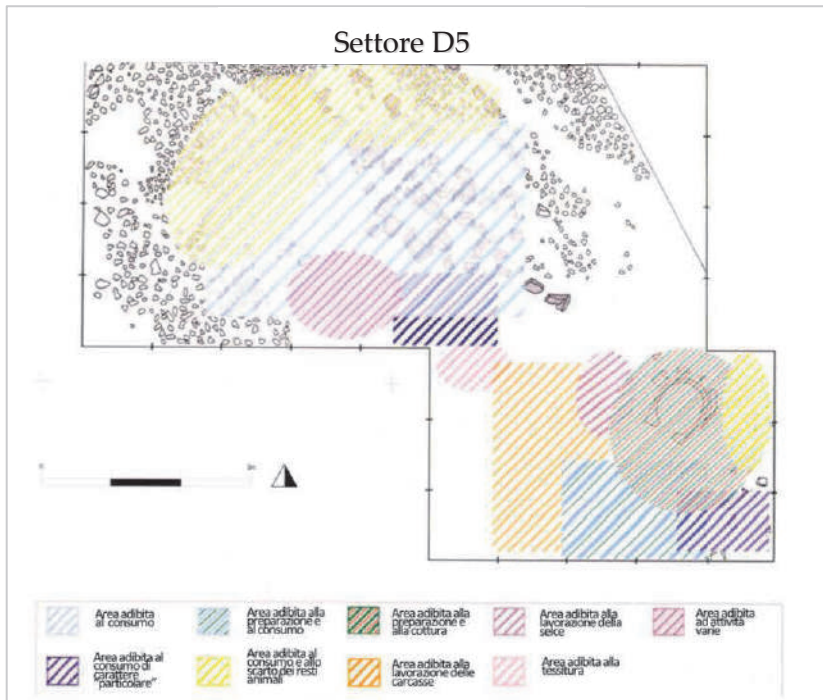 Settore D5
Area adibita
al consumo
Area adibita alla
preparazione e
al consumo
Area adibita alla
preparazione e
alla cottura
Area adibita alla
lavorazione della
selce
Area adibita
ad attività
varie
Area adibita al
consumo di
carattere
"particolare"
Area adibita al
consumo e allo
scarto dei resti
animali
Area adibita alla
lavorazione delle
carcasse
Area adibita alla
tessitura